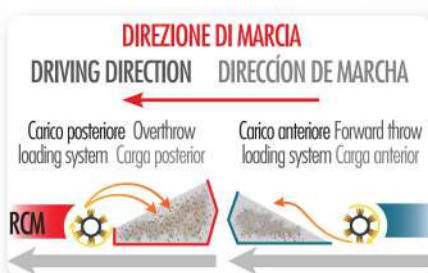 DIREZIONE DI MARCIA
DRIVING DIRECTION DIRECCÍON DE MARCHA
Carico posteriore Overthrow
loading system Carga posterior
Carico anteriore Forward throw
loading system Carga anterior
RCM